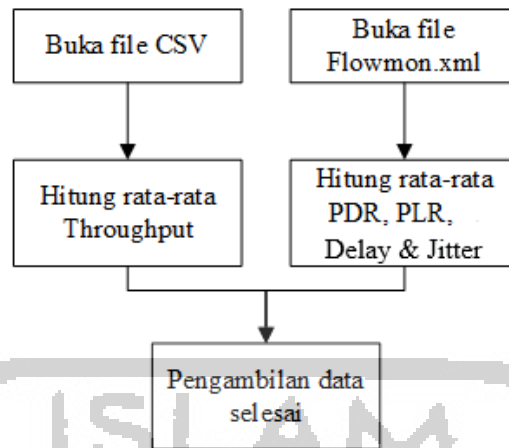 Buka file CSV
Buka file
Flowmon.xml
Hitung rata-rata
Throughput
Hitung rata-rata
PDR, PLR,
Delay & Jitter
Pengambilan data
selesai
ISLAM